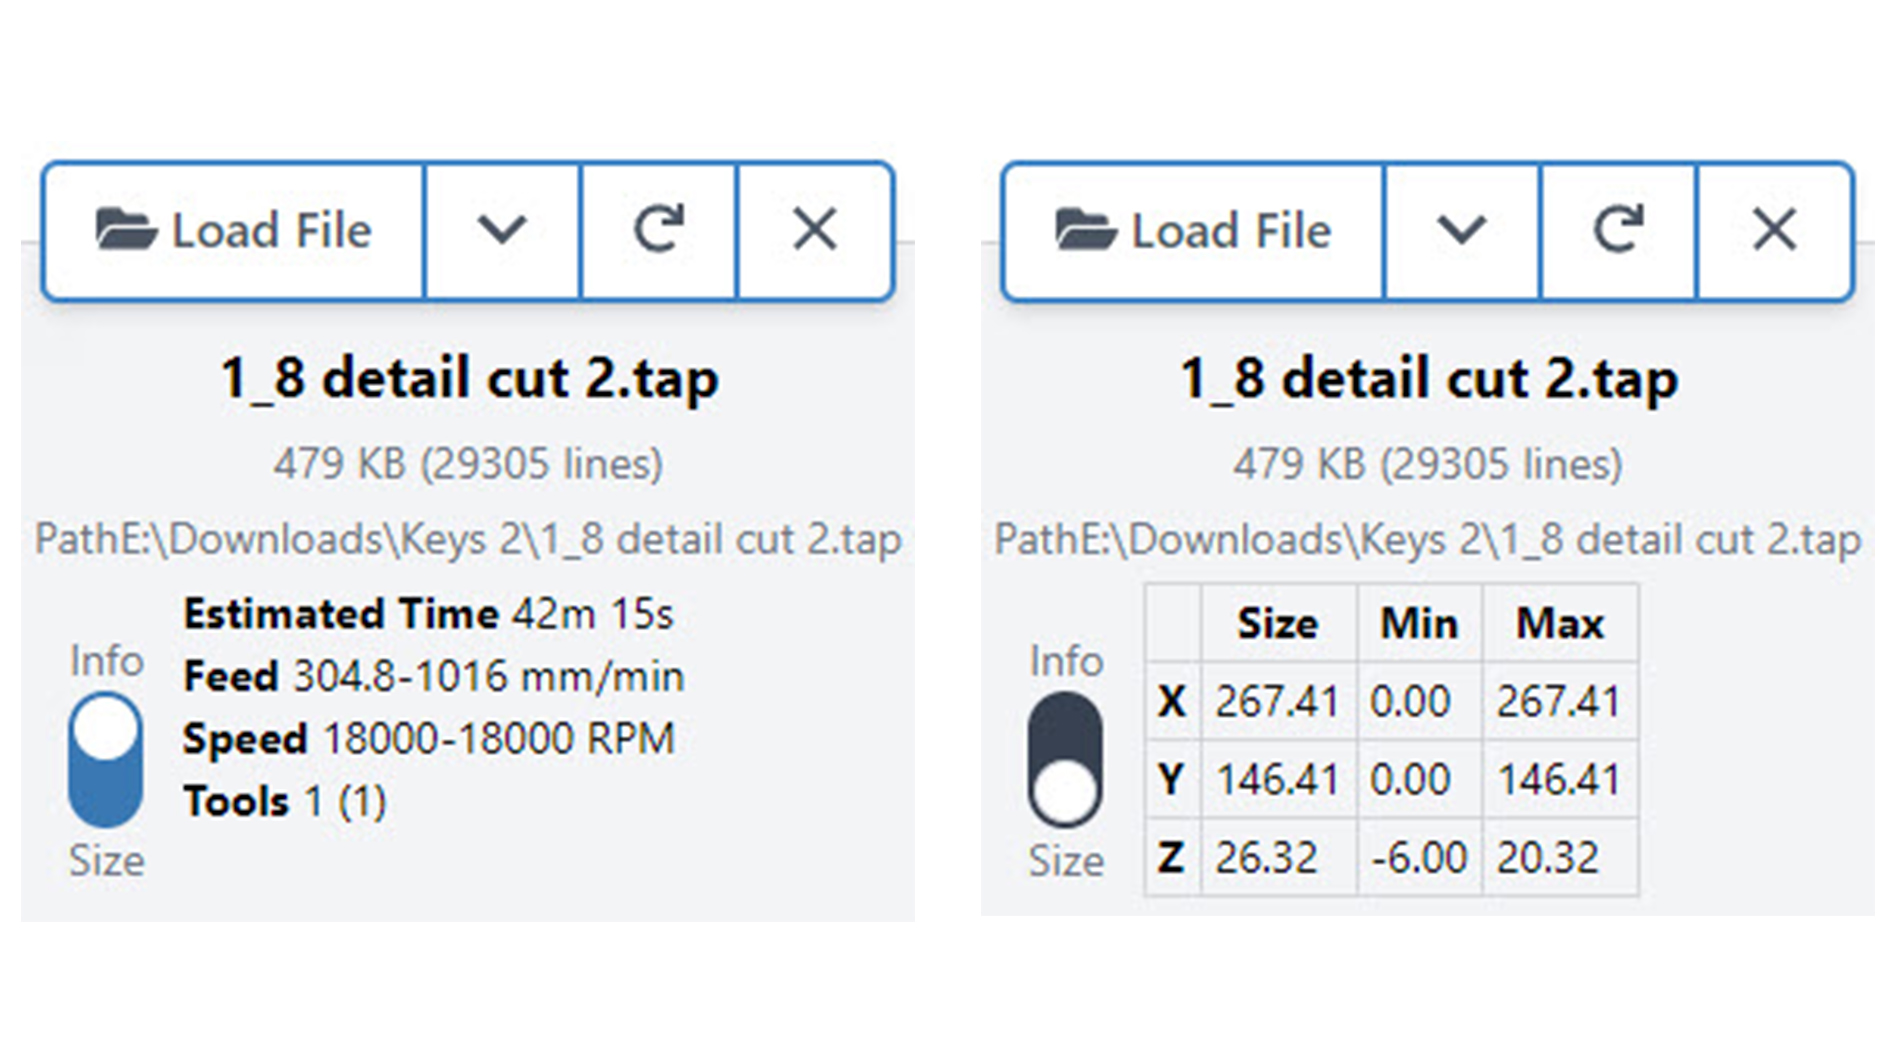 Load File
1_8 detail cut 2.tap
479 KB (29305 lines)
PathE:\Downloads\Keys 2\1_8 detail cut 2.tap
Info
Size
Estimated Time 42m 15s
Feed 304.8-1016 mm/min
Speed 18000-18000 RPM
Tools 1 (1)
Load File
1_8 detail cut 2.tap
479 KB (29305 lines)
PathE:\Downloads\Keys 2\1_8 detail cut 2.tap
Info
Size
Size Min Max
X 267.41 0.00 267.41
Y 146.41 0.00 146.41
Z 26.32 -6.00 20.32